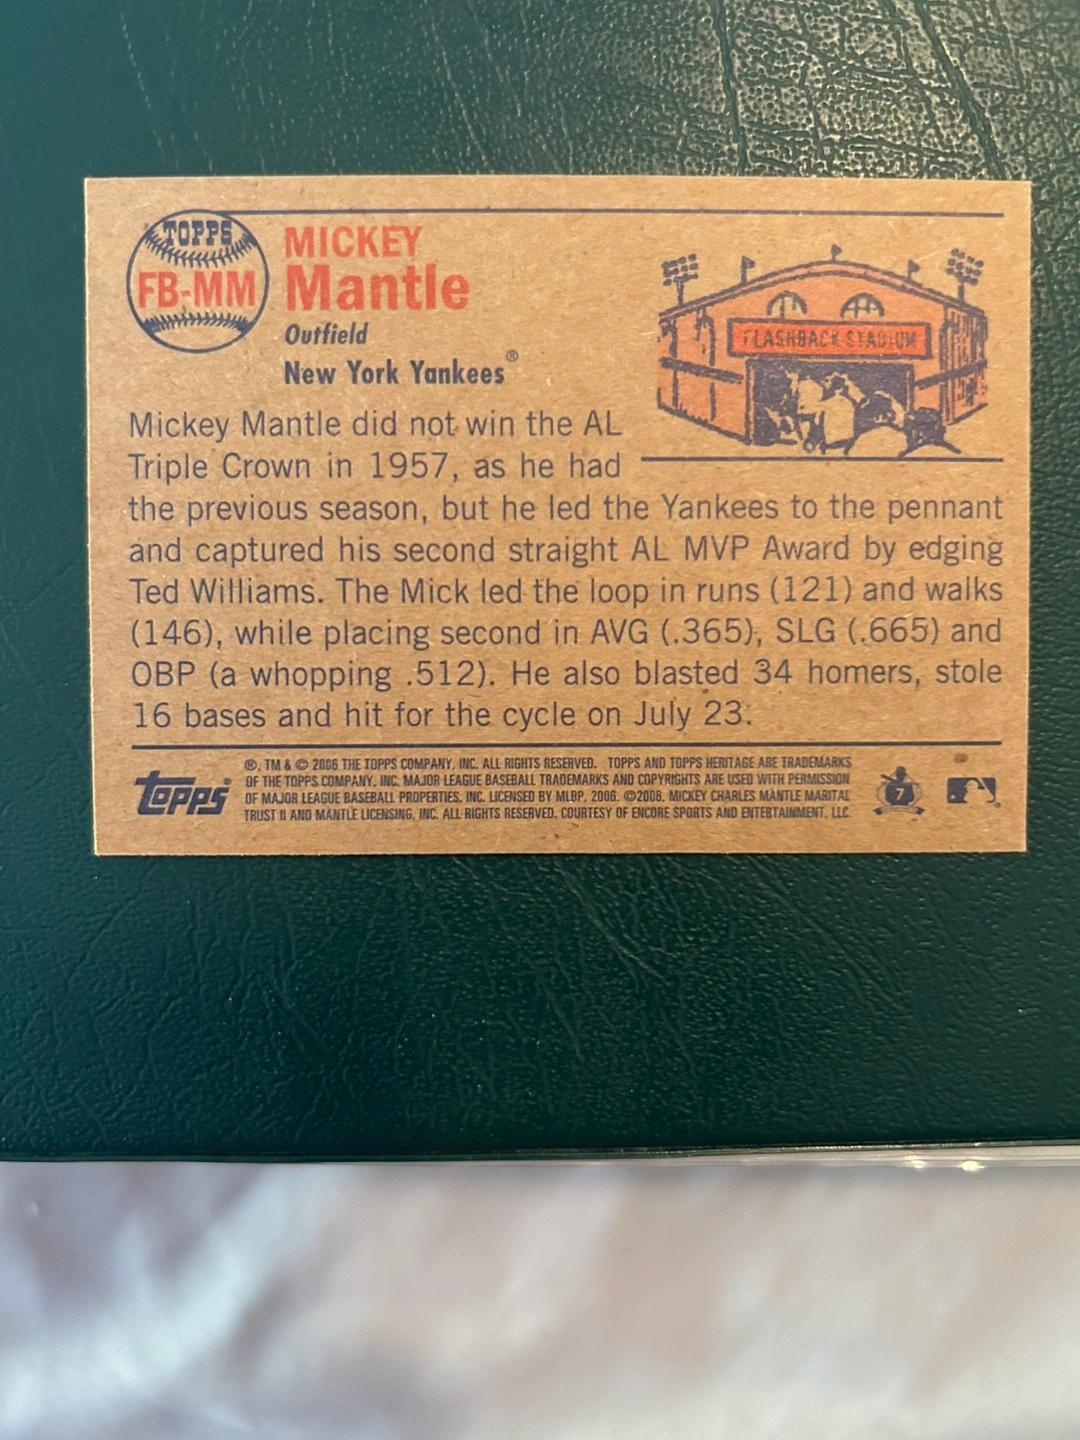 TOPPS
FB-MM
MICKEY
Mantle
Outfield
New York Yankees®
FLASHBACK STADIUM
Mickey Mantle did not win the AL
Triple Crown in 1957, as he had
the previous season, but he led the Yankees to the pennant
and captured his second straight AL MVP Award by edging
Ted Williams. The Mick led the loop in runs (121) and walks
(146), while placing second in AVG (.365), SLG (.665) and
OBP (a whopping .512). He also blasted 34 homers, stole
16 bases and hit for the cycle on July 23.
topps®
®, TM & © 2006 THE TOPPS COMPANY, INC. ALL RIGHTS RESERVED. TOPPS AND TOPPS HERITAGE ARE TRADEMARKS
OF THE TOPPS COMPANY, INC. MAJOR LEAGUE BASEBALL TRADEMARKS AND COPYRIGHTS ARE USED WITH PERMISSION
OF MAJOR LEAGUE BASEBALL PROPERTIES, INC. LICENSED BY MLBP, 2006. ©2006, MICKEY CHARLES MANTLE MARITAL
TRUST II AND MANTLE LICENSING, INC. ALL RIGHTS RESERVED. COURTESY OF ENCORE SPORTS AND ENTERTAINMENT, LLC.
7